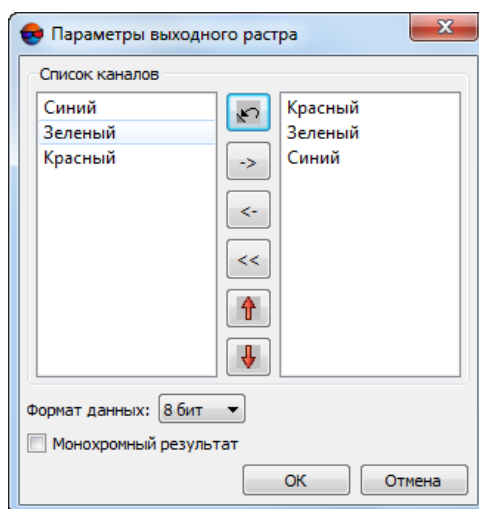 Параметры выходного растра
Список каналов
Синий
Зеленый
Красный
->
<-
<<
Красный
Зеленый
Синий
Формат данных: 8 бит
Монохромный результат
OK Отмена